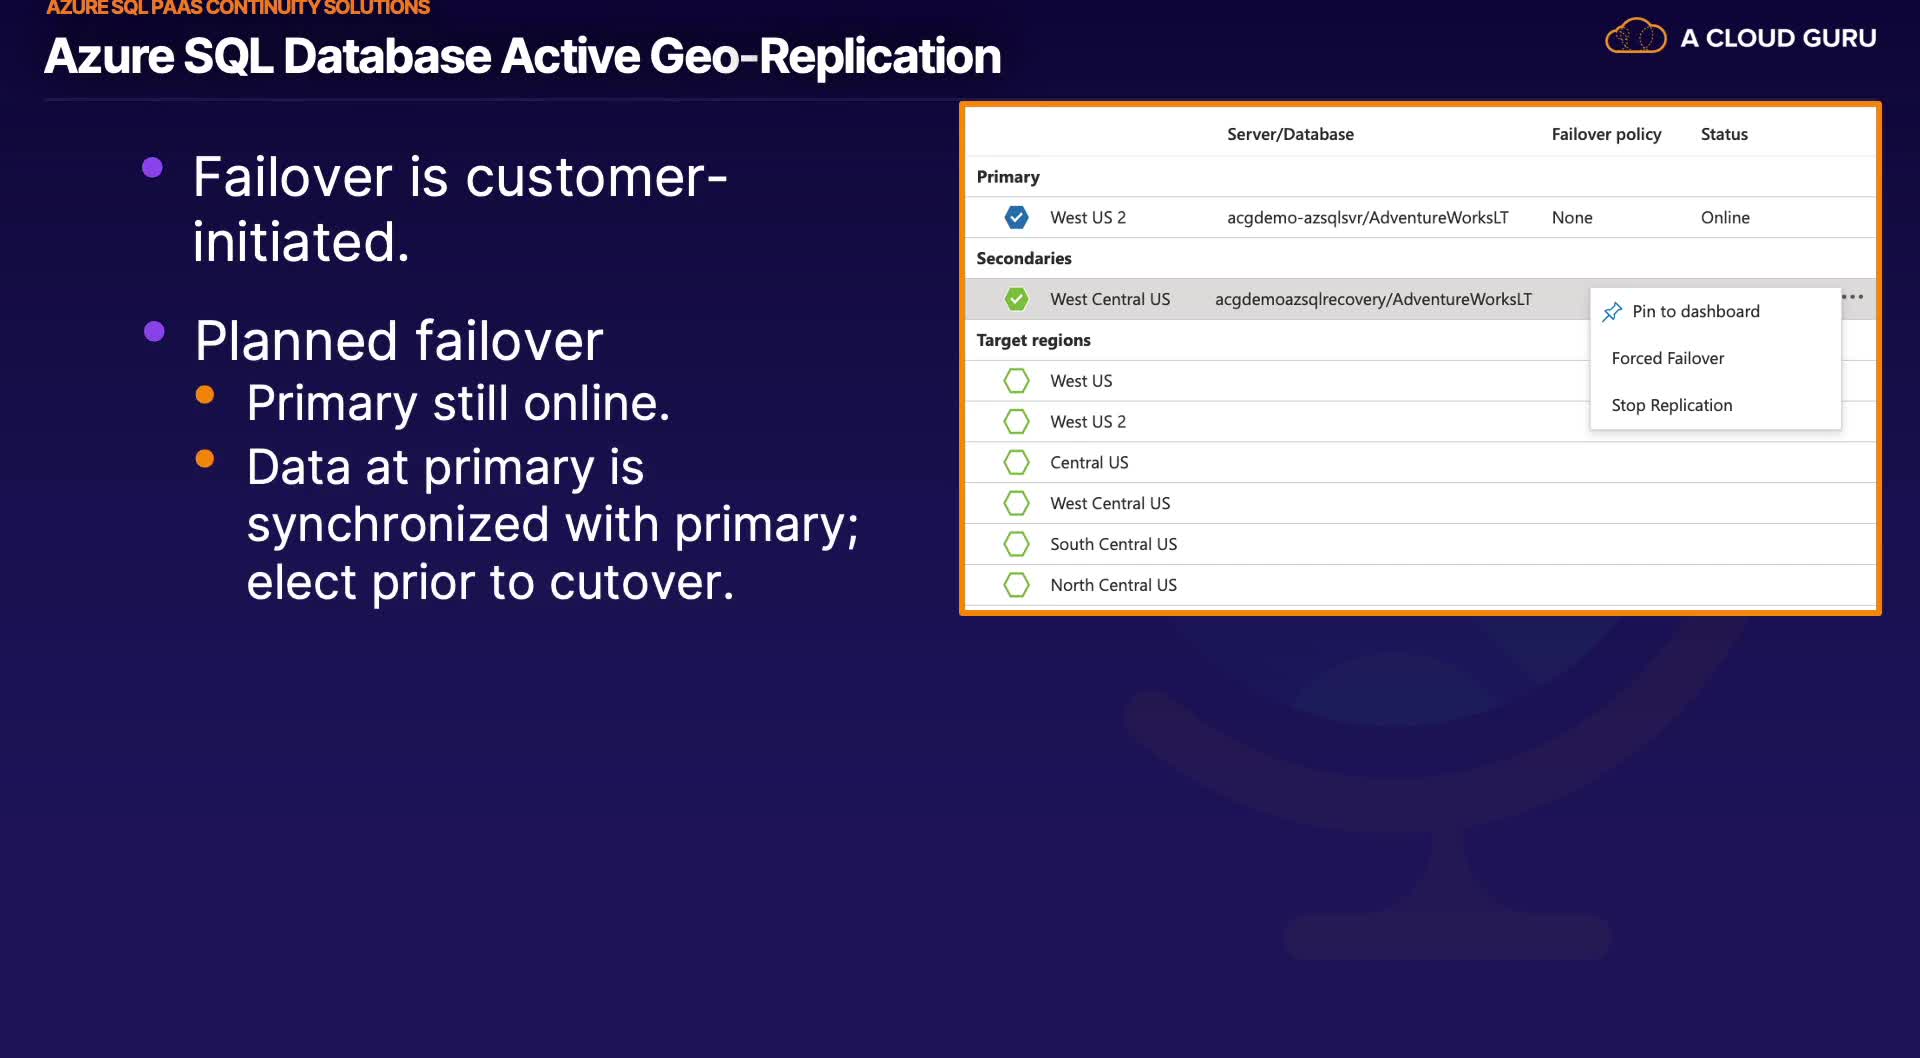 AZURE SQL PAAS CONTINUITY SOLUTIONS
Azure SQL Database Active Geo-Replication
A CLOUD GURU
Failover is customer-
initiated.
Planned failover
Primary still online.
Data at primary is
synchronized with primary;
elect prior to cutover.
Server/Database Failover policy Status
Primary
West US 2 acgdemo-azsqlsvr/AdventureWorksLT None Online
Secondaries
West Central US acgdemoazsqlrecovery/AdventureWorksLT
Pin to dashboard
Forced Failover
Stop Replication
Target regions
West US
West US 2
Central US
West Central US
South Central US
North Central US